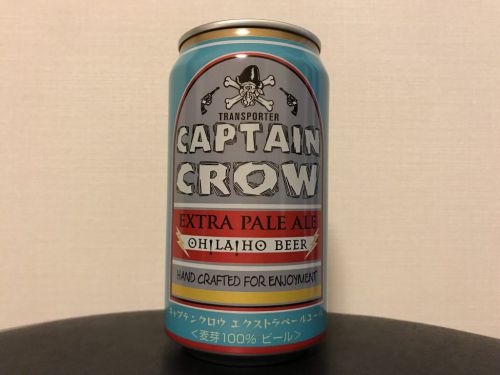 TRANSPORTER
CAPTAIN
CROW
EXTRA PALE ALE
OH!LA!HO BEER
HAND CRAFTED FOR ENJOYMENT
キャプテンクロウ エクストラペールエール
<麦芽100% ビール>